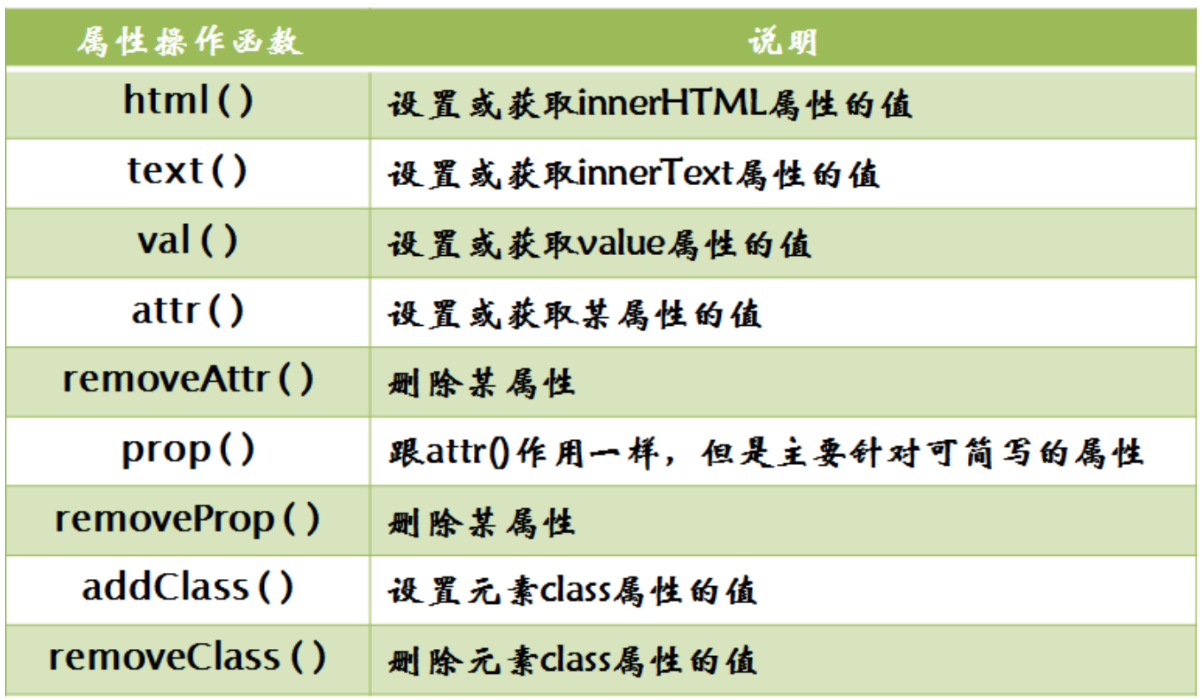 属性操作函数 说明
html() 设置或获取innerHTML属性的值
text() 设置或获取innerText属性的值
val() 设置或获取value属性的值
attr() 设置或获取某属性的值
removeAttr() 删除某属性
prop() 跟attr()作用一样，但是主要针对可简写的属性
removeProp() 删除某属性
addClass() 设置元素class属性的值
removeClass() 删除元素class属性的值